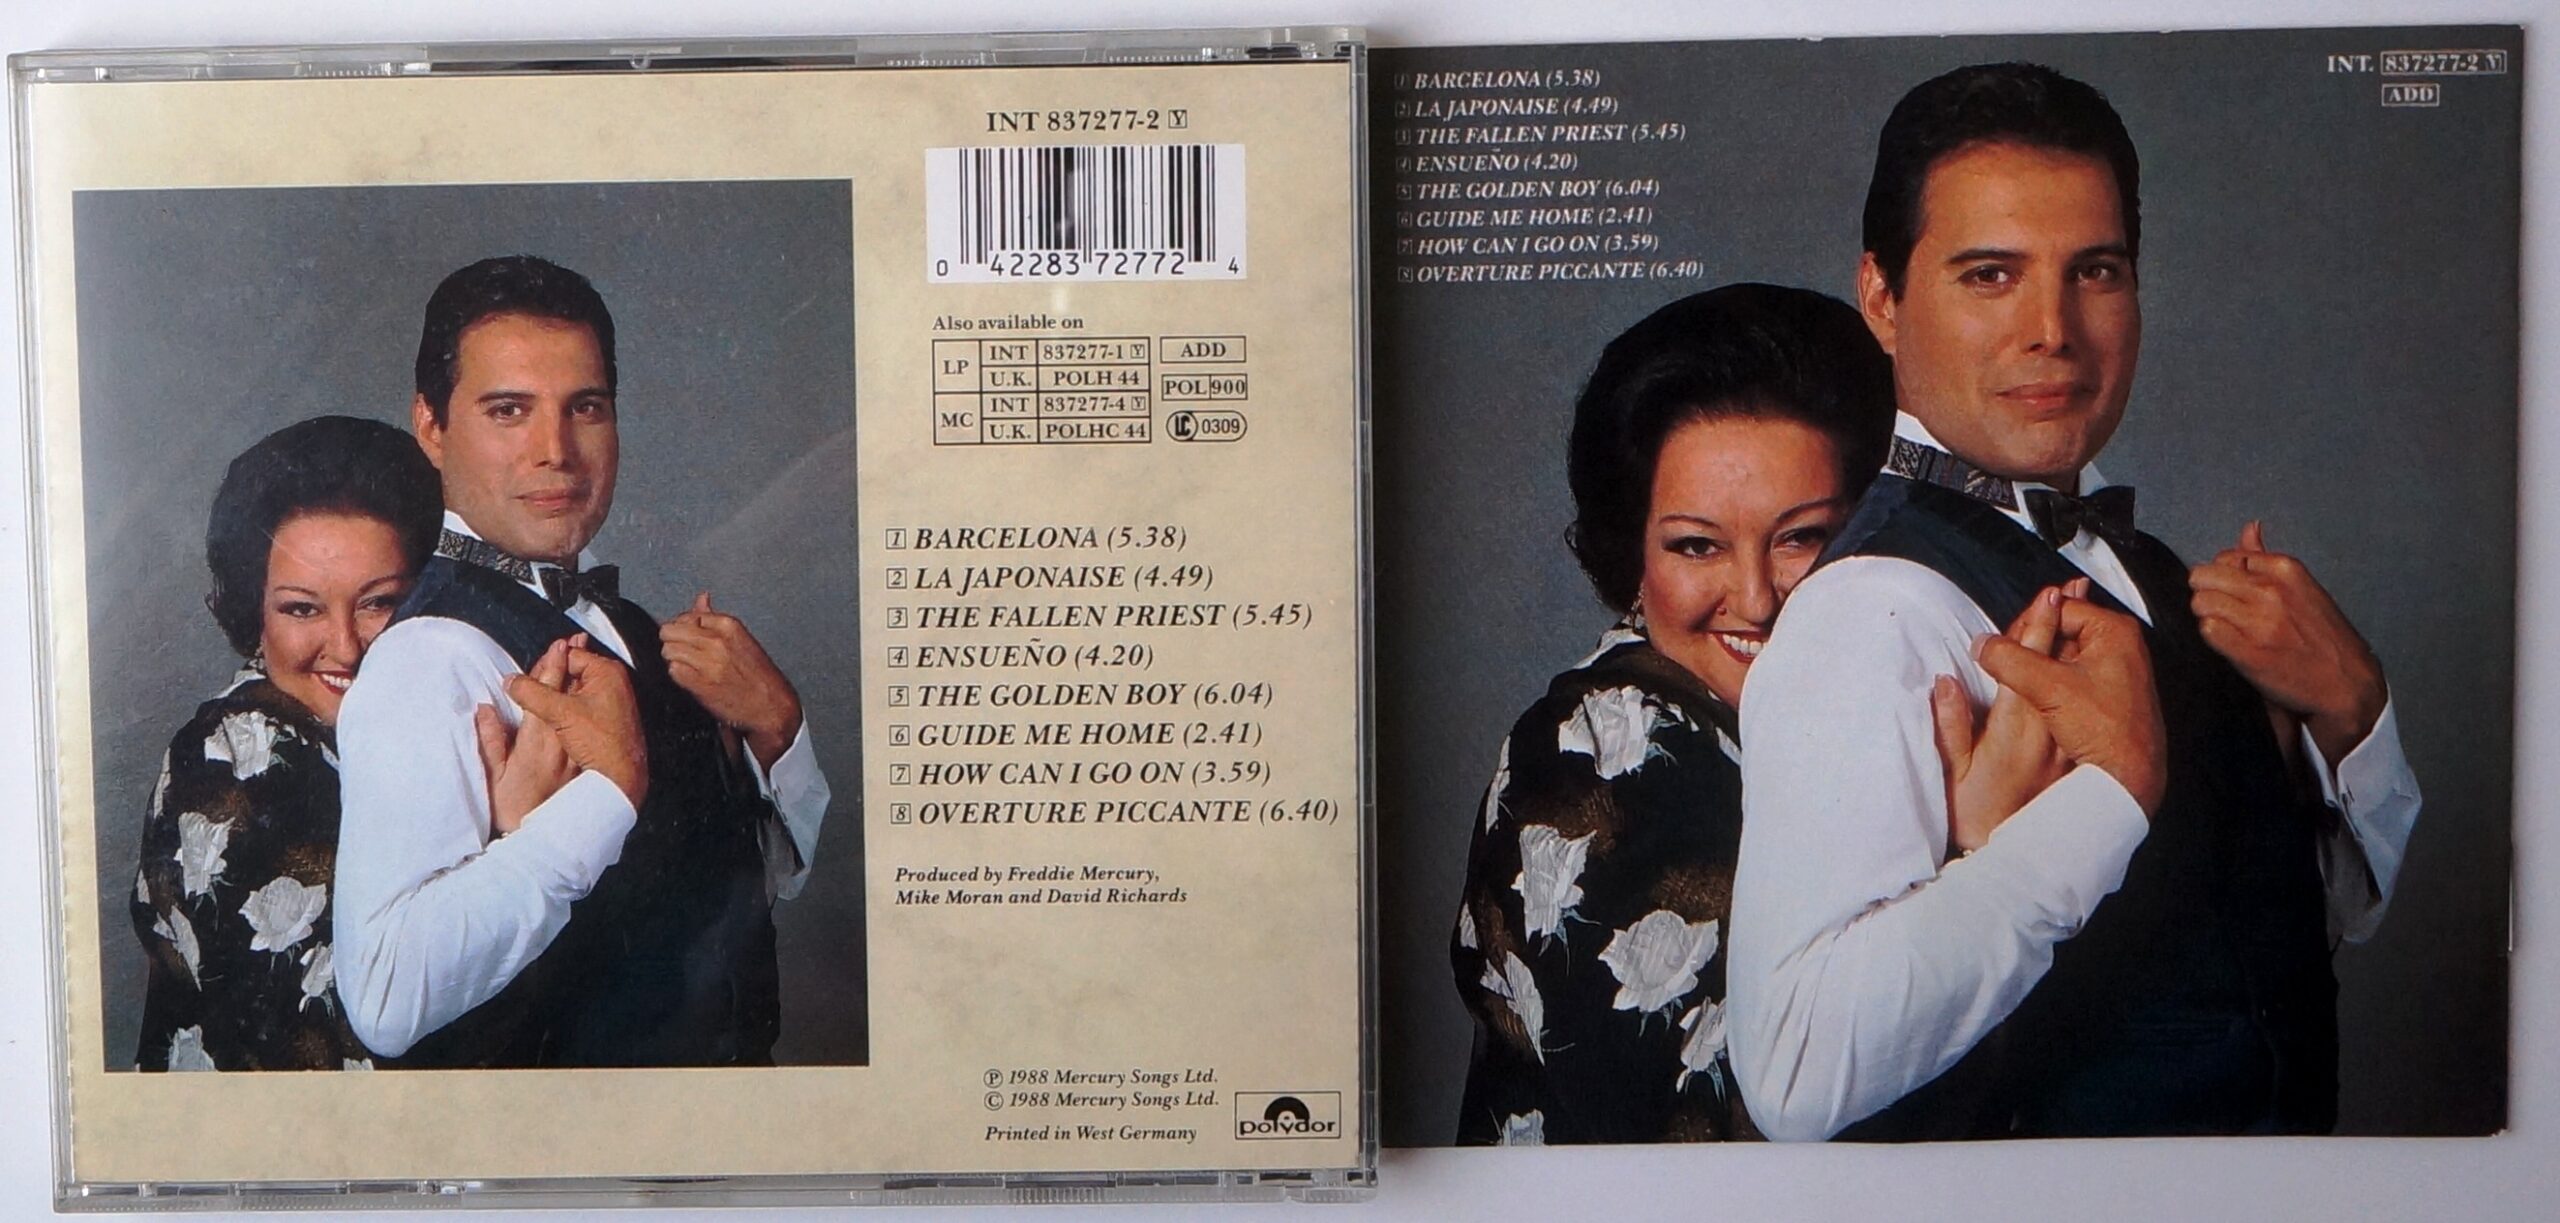 INT 837277-2 Y
0 42283 72772 4
Also available on
LP INT 837277-1 Y
U.K. POLH 44
MC INT 837277-4 Y
U.K. POLHC 44
ADD
POL 900
LC 0309
1 BARCELONA (5.38)
2 LA JAPONAISE (4.49)
3 THE FALLEN PRIEST (5.45)
4 ENSUEÑO (4.20)
5 THE GOLDEN BOY (6.04)
6 GUIDE ME HOME (2.41)
7 HOW CAN I GO ON (3.59)
8 OVERTURE PICCANTE (6.40)
Produced by Freddie Mercury,
Mike Moran and David Richards
Ⓟ 1988 Mercury Songs Ltd.
© 1988 Mercury Songs Ltd.
Printed in West Germany
polydor
1 BARCELONA (5.38)
2 LA JAPONAISE (4.49)
3 THE FALLEN PRIEST (5.45)
4 ENSUEÑO (4.20)
5 THE GOLDEN BOY (6.04)
6 GUIDE ME HOME (2.41)
7 HOW CAN I GO ON (3.59)
8 OVERTURE PICCANTE (6.40)
INT. 837277-2 Y
ADD